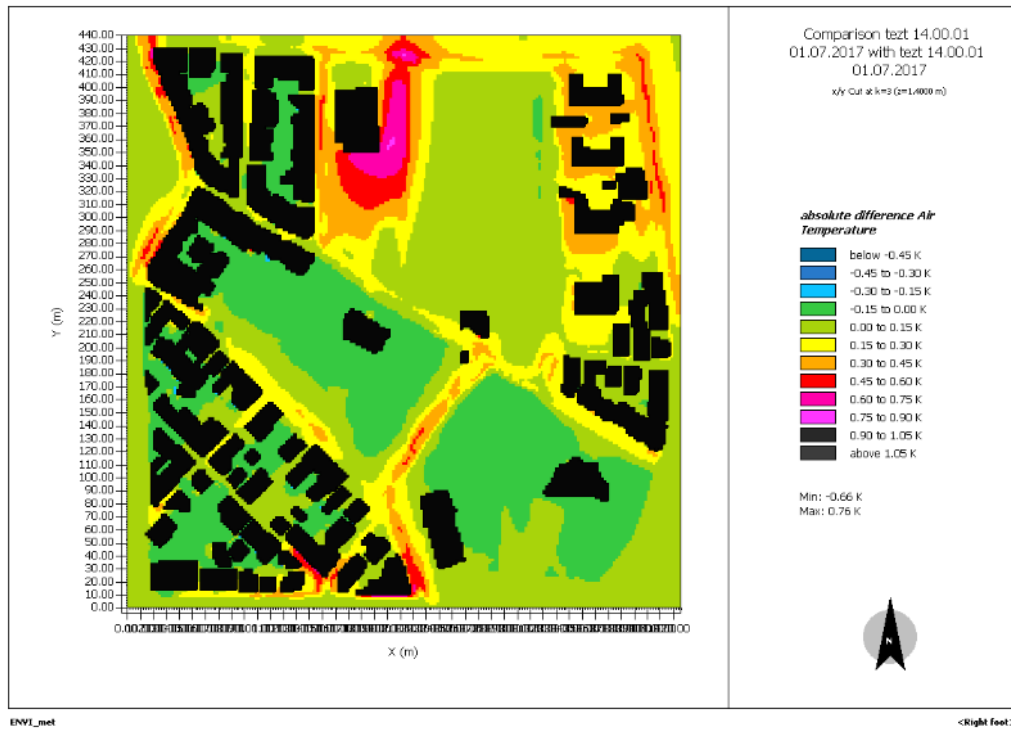 Comparison tezt 14.00.01
01.07.2017 with tezt 14.00.01
01.07.2017
x/y Cut at k=3 (z=1.4000 m)
absolute difference Air
Temperature
below -0.45 K
-0.45 to -0.30 K
-0.30 to -0.15 K
-0.15 to 0.00 K
0.00 to 0.15 K
0.15 to 0.30 K
0.30 to 0.45 K
0.45 to 0.60 K
0.60 to 0.75 K
0.75 to 0.90 K
0.90 to 1.05 K
above 1.05 K
Min: -0.66 K
Max: 0.76 K
N
440.00
430.00
420.00
410.00
400.00
390.00
380.00
370.00
360.00
350.00
340.00
330.00
320.00
310.00
300.00
290.00
280.00
270.00
260.00
250.00
240.00
230.00
220.00
210.00
200.00
190.00
180.00
170.00
160.00
150.00
140.00
130.00
120.00
110.00
100.00
90.00
80.00
70.00
60.00
50.00
40.00
30.00
20.00
10.00
0.00
Y (m)
X (m)
ENVI_met
<Right foot>